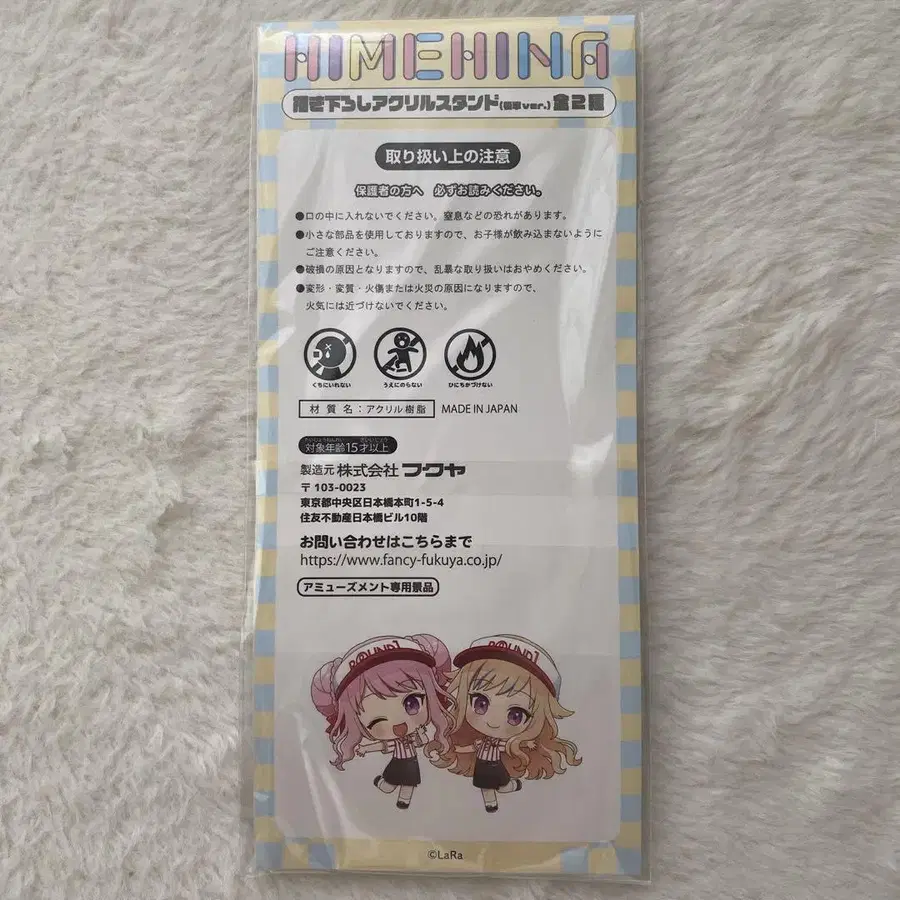 HIMEHINA
描き下ろしアクリルスタンド(着席ver.) 全2種
取り扱い上の注意
保護者の方へ 必ずお読みください。
●口の中に入れないでください。窒息などの恐れがあります。
●小さな部品を使用しておりますので、お子様が飲み込まないように
ご注意ください。
●破損の原因となりますので、乱暴な取り扱いはおやめください。
●変形・変質・火傷または火災の原因になりますので、
火気には近づけないでください。
くちにいれない
うえにのらない
ひにちかづけない
材質名:アクリル樹脂 MADE IN JAPAN
対象年齢15才以上
製造元 株式会社フクヤ
〒103-0023
東京都中央区日本橋本町1-5-4
住友不動産日本橋ビル10階
お問い合わせはこちらまで
https://www.fancy-fukuya.co.jp/
アミューズメント専用景品
ROUND1
ROUND1
©LaRa